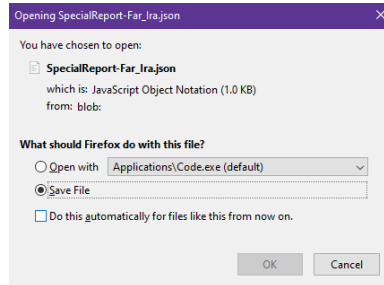 Opening SpecialReport-Far_Ira.json
You have chosen to open:
SpecialReport-Far_Ira.json
which is: JavaScript Object Notation (1.0 KB)
from: blob:
What should Firefox do with this file?
Open with Applications\Code.exe (default)
Save File
Do this automatically for files like this from now on.
OK Cancel